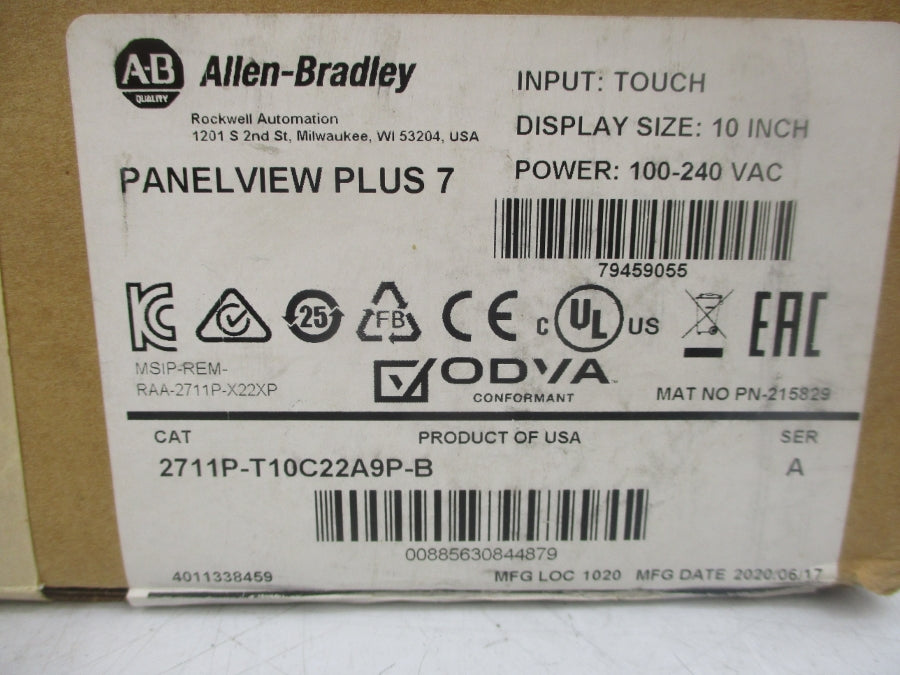 A-B
QUALITY
Allen-Bradley
Rockwell Automation
1201 S 2nd St, Milwaukee, WI 53204, USA
PANELVIEW PLUS 7
INPUT: TOUCH
DISPLAY SIZE: 10 INCH
POWER: 100-240 VAC
79459055
KC
25
FB
CE
C UL US
EAC
MSIP-REM-
RAA-2711P-X22XP
ODVA
CONFORMANT
MAT NO PN-215829
CAT
PRODUCT OF USA
SER
2711P-T10C22A9P-B
A
00885630844879
4011338459
MFG LOC 1020 MFG DATE 2020/06/17